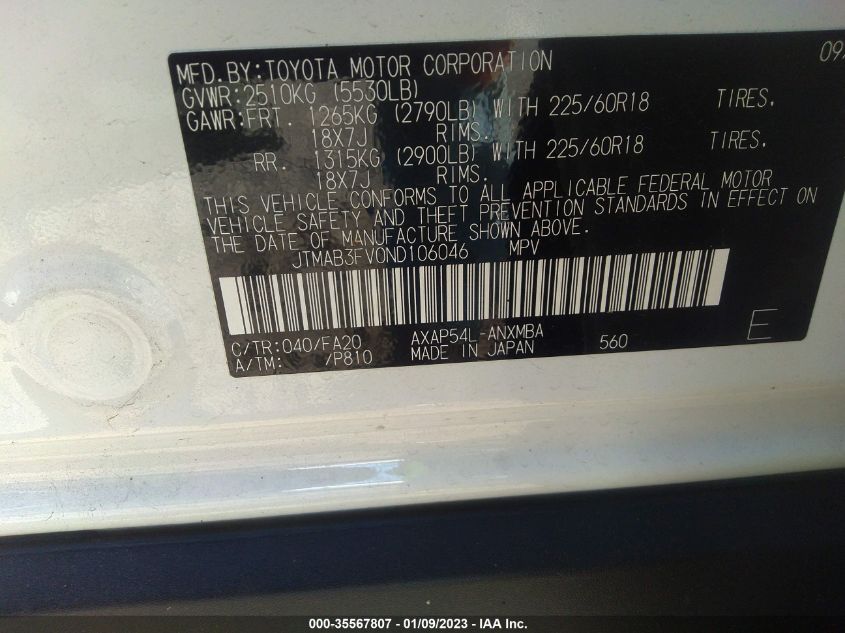 09/
MFD.BY:TOYOTA MOTOR CORPORATION
GVWR:2510KG (5530LB)
GAWR:FRT. 1265KG (2790LB) WITH 225/60R18 TIRES.
18X7J RIMS.
RR. 1315KG (2900LB) WITH 225/60R18 TIRES.
18X7J RIMS.
THIS VEHICLE CONFORMS TO ALL APPLICABLE FEDERAL MOTOR
VEHICLE SAFETY AND THEFT PREVENTION STANDARDS IN EFFECT ON
THE DATE OF MANUFACTURE SHOWN ABOVE.
JTMAB3FV0ND106046 MPV
C/TR:040/FA20 AXAP54L-ANXMBA
A/TM: /P810 MADE IN JAPAN 560 E
000-35567807 - 01/09/2023 - IAA Inc.